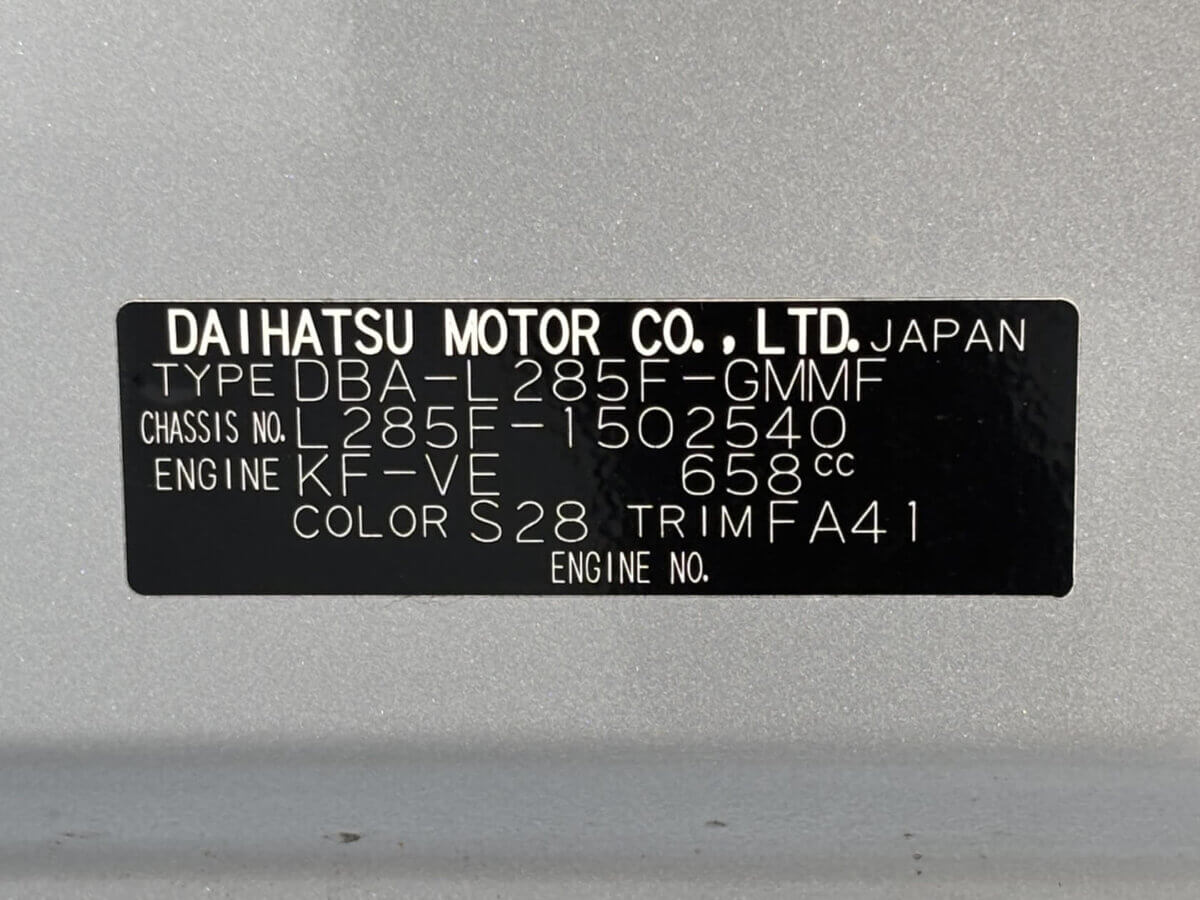 DAIHATSU MOTOR CO., LTD. JAPAN
TYPE DBA-L285F-GMMF
CHASSIS NO. L285F-1502540
ENGINE KF-VE 658cc
COLOR S28 TRIM FA41
ENGINE NO.